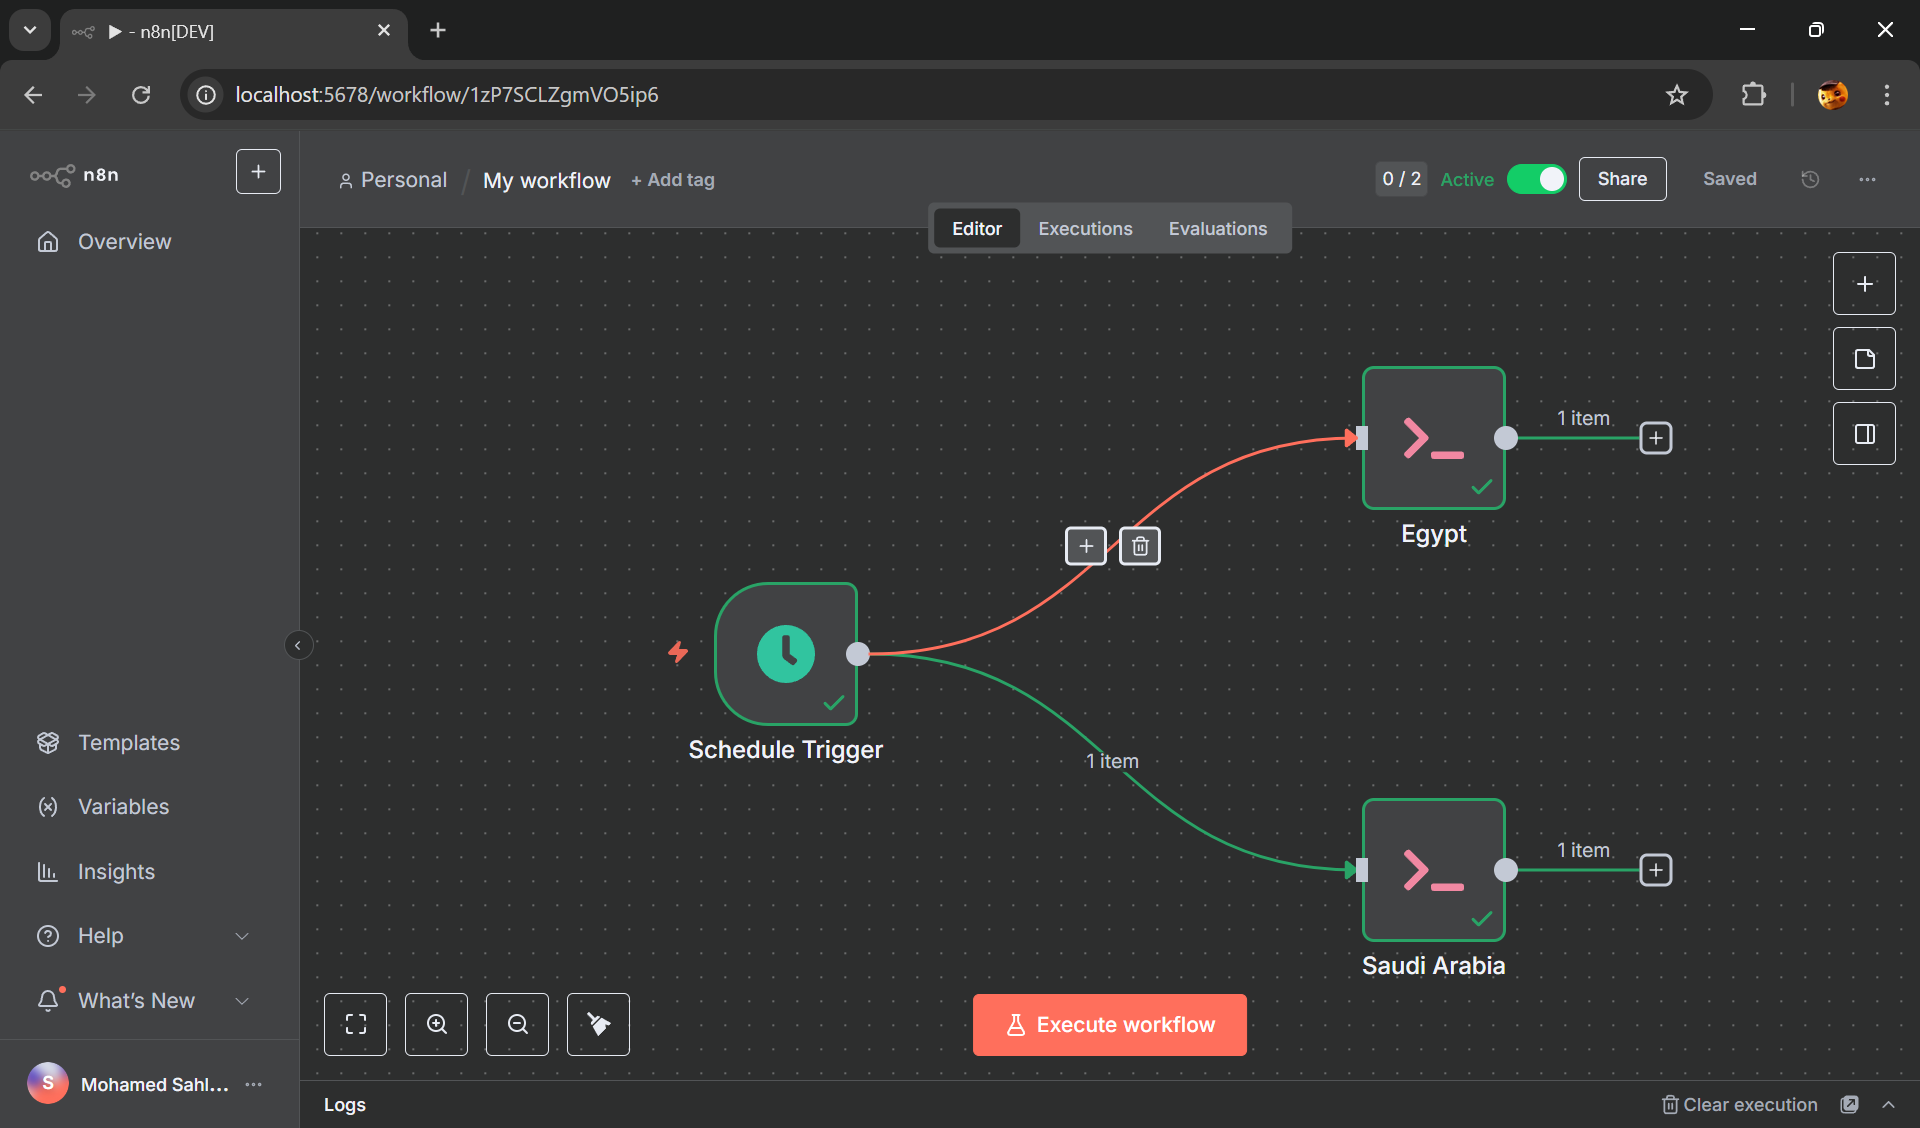 - n8n[DEV]
localhost:5678/workflow/1zP7SCLZgmVO5ip6
n8n
Personal / My workflow + Add tag
0 / 2 Active Share Saved
Editor Executions Evaluations
Overview
1 item
Egypt
Schedule Trigger
1 item
1 item
Saudi Arabia
Templates
Variables
Insights
Help
What's New
Execute workflow
S Mohamed Sahl...
Logs
Clear execution